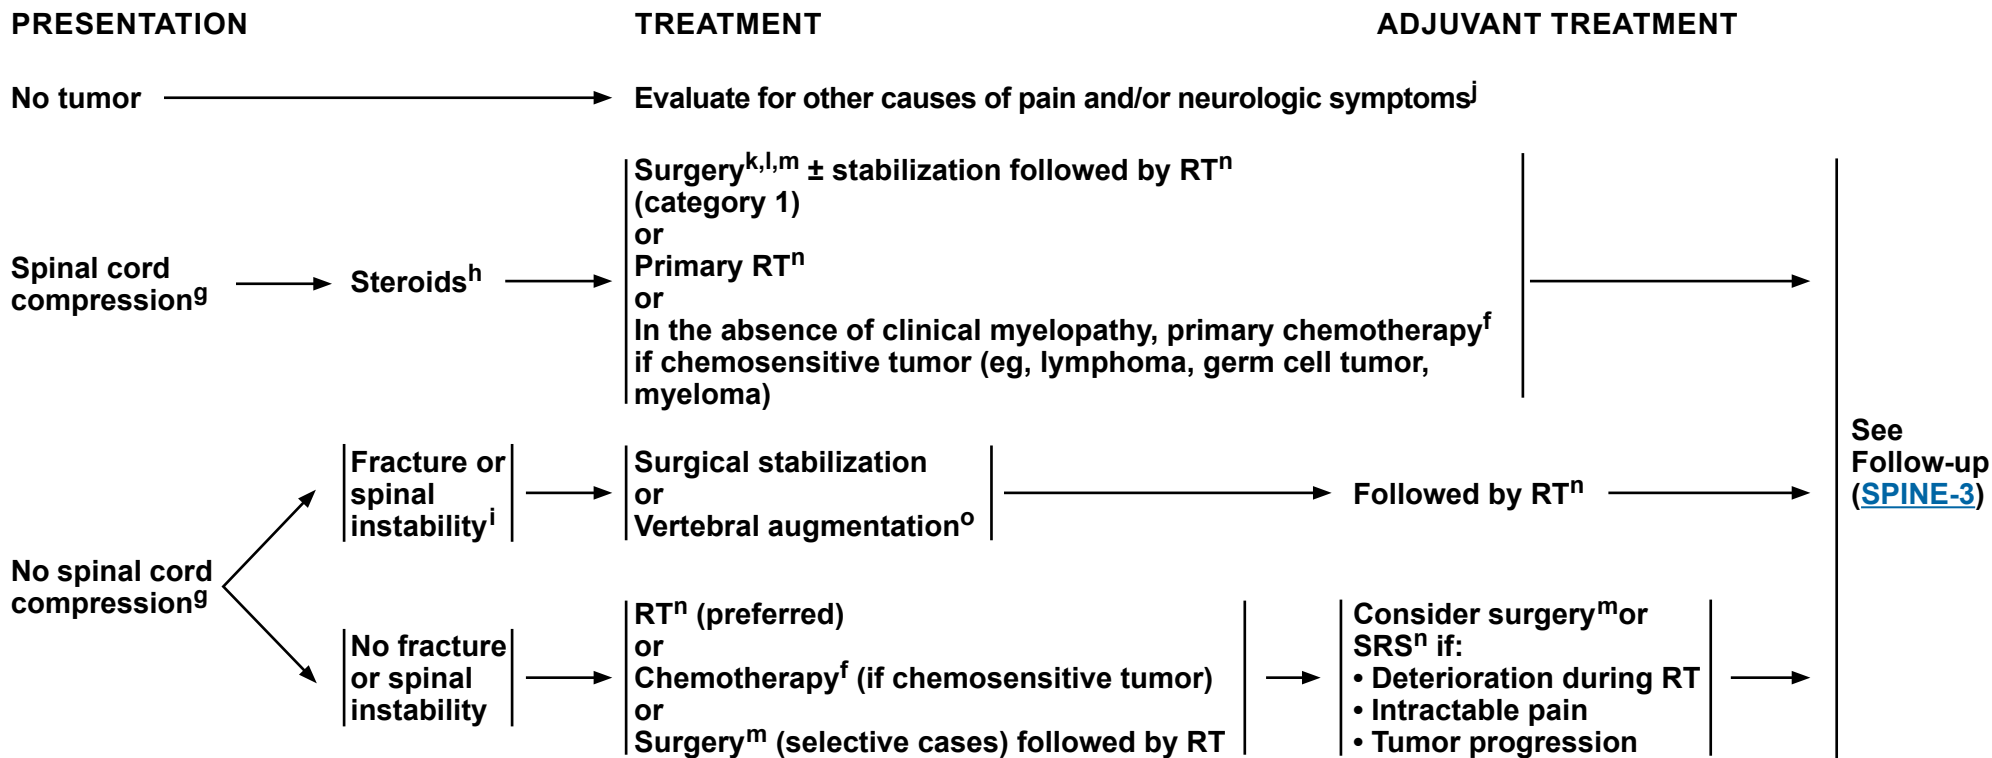 PRESENTATION
TREATMENT
ADJUVANT TREATMENT
No tumor
Evaluate for other causes of pain and/or neurologic symptomsj
Spinal cord
compressiong
Steroidsh
Surgeryk,l,m ± stabilization followed by RTn
(category 1)
or
Primary RTn
or
In the absence of clinical myelopathy, primary chemotherapyf
if chemosensitive tumor (eg, lymphoma, germ cell tumor,
myeloma)
No spinal cord
compressiong
Fracture or
spinal
instabilityi
Surgical stabilization
or
Vertebral augmentationo
Followed by RTn
No fracture
or spinal
instability
RTn (preferred)
or
Chemotherapyf (if chemosensitive tumor)
or
Surgerym (selective cases) followed by RT
Consider surgerym or
SRSn if:
• Deterioration during RT
• Intractable pain
• Tumor progression
See
Follow-up
(SPINE-3)